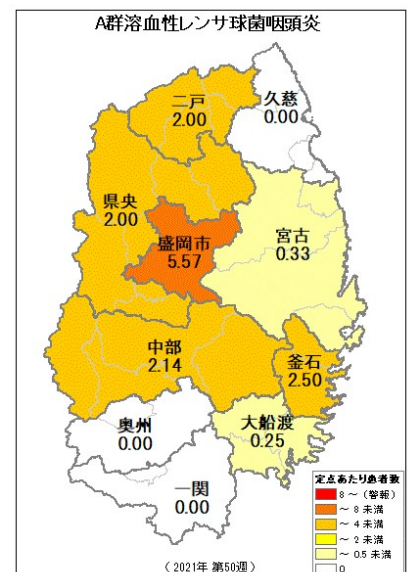 A群溶血性レンサ球菌咽頭炎
二戸
2.00
久慈
0.00
県央
2.00
盛岡市
5.57
宮古
0.33
中部
2.14
釜石
2.50
奥州
0.00
大船渡
0.25
一関
0.00
定点あたり患者数
8 ～ (警報)
～ 8 未満
～ 4 未満
～ 2 未満
～ 0.5 未満
0
( 2021年 第50週 )